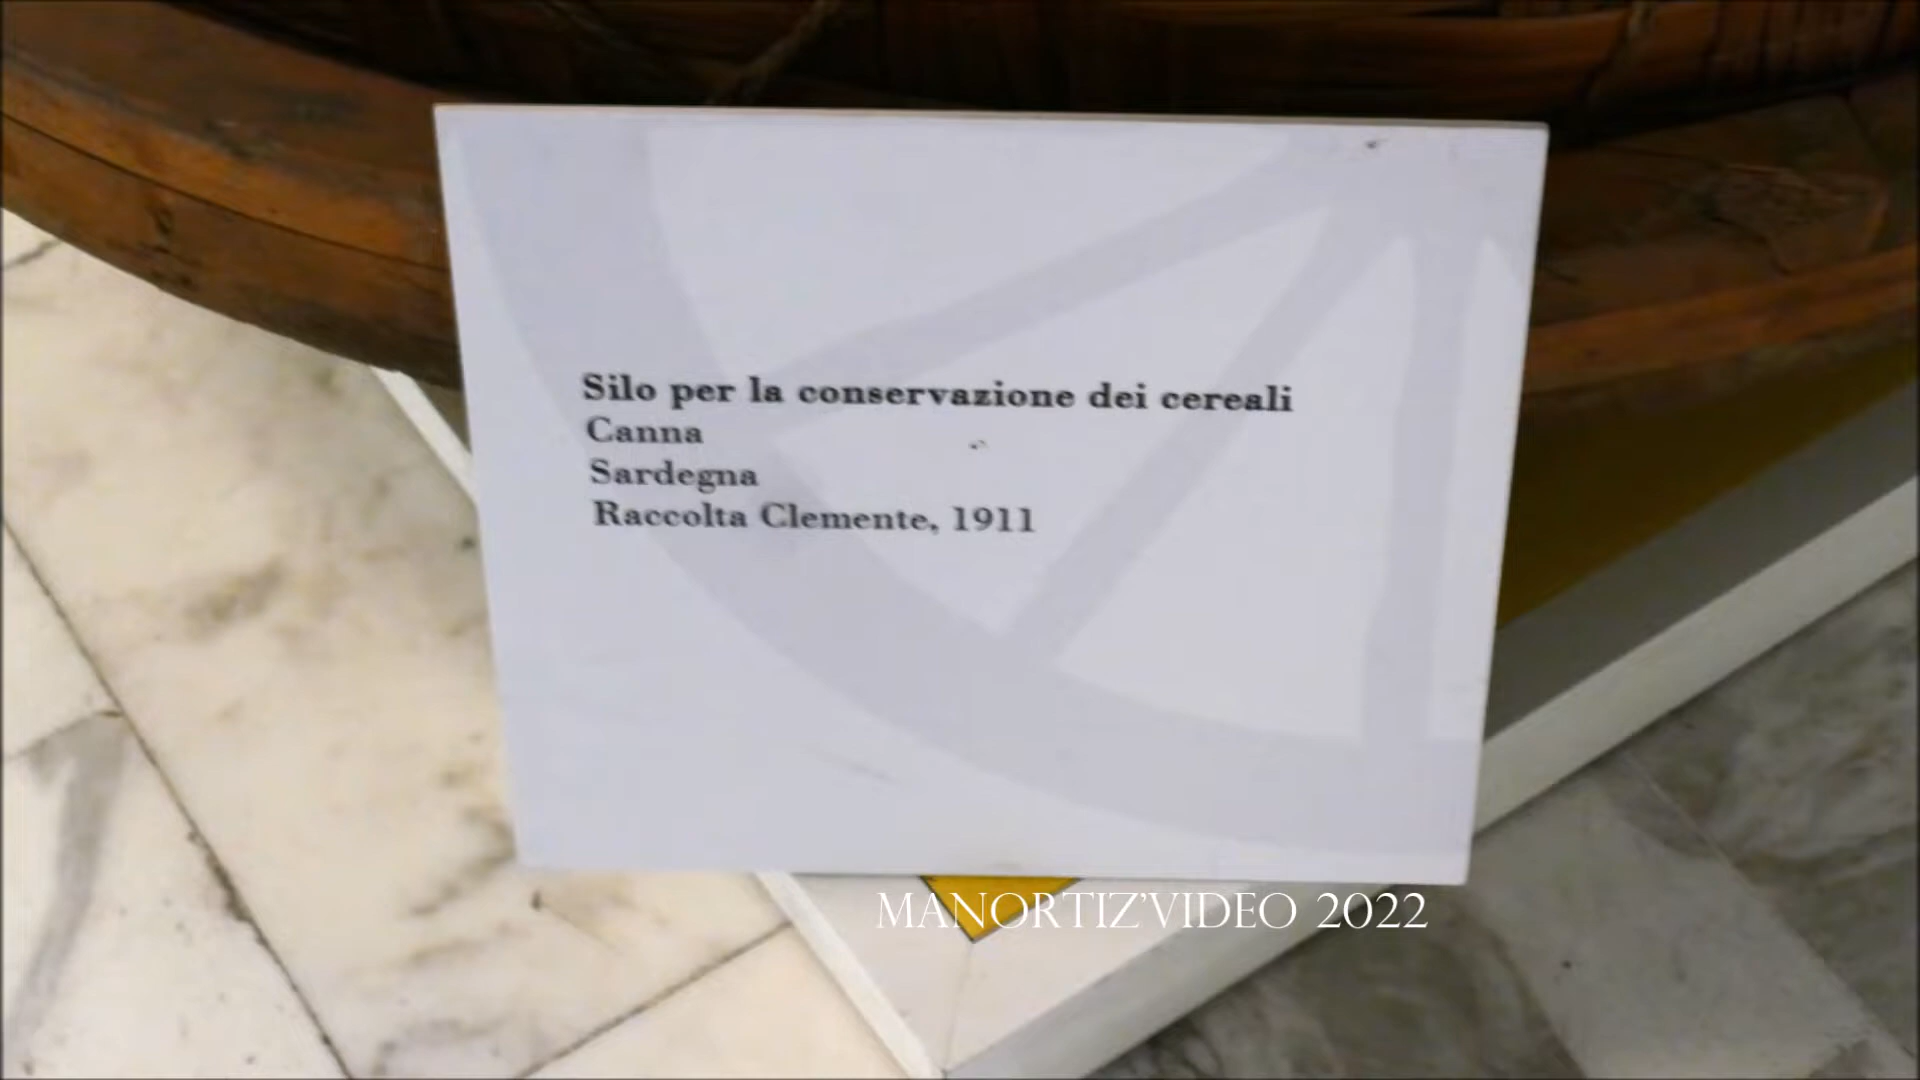 Silo per la conservazione dei cereali
Canna
Sardegna
Raccolta Clemente, 1911
MANORTIZ'VIDEO 2022